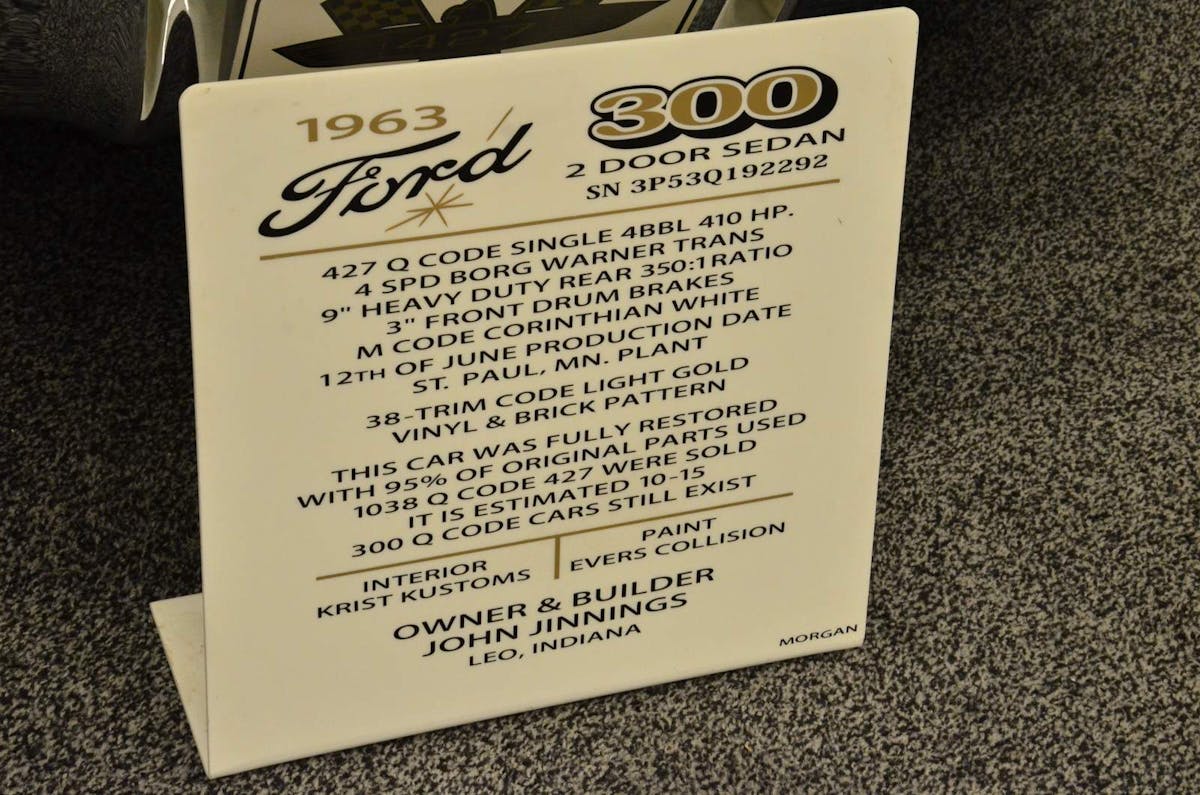 427
1963
Ford
300
2 DOOR SEDAN
SN 3P53Q192292
427 Q CODE SINGLE 4BBL 410 HP.
4 SPD BORG WARNER TRANS
9" HEAVY DUTY REAR 350:1 RATIO
3" FRONT DRUM BRAKES
M CODE CORINTHIAN WHITE
12TH OF JUNE PRODUCTION DATE
ST. PAUL, MN. PLANT
38-TRIM CODE LIGHT GOLD
VINYL & BRICK PATTERN
THIS CAR WAS FULLY RESTORED
WITH 95% OF ORIGINAL PARTS USED
1038 Q CODE 427 WERE SOLD
IT IS ESTIMATED 10-15
300 Q CODE CARS STILL EXIST
INTERIOR
KRIST KUSTOMS
PAINT
EVERS COLLISION
OWNER & BUILDER
JOHN JINNINGS
LEO, INDIANA
MORGAN